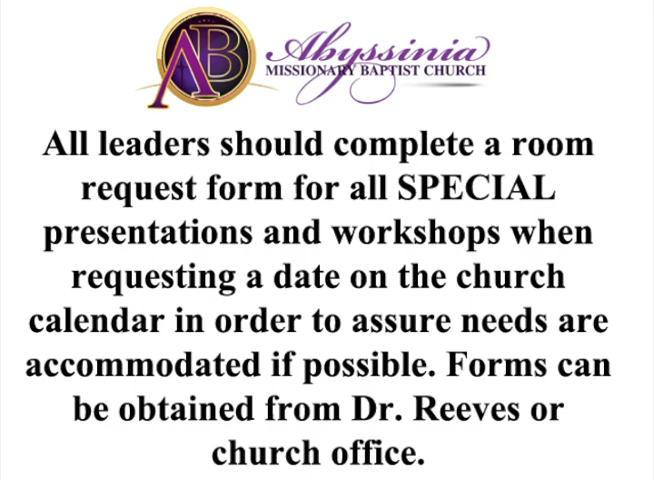 AB
Abyssinia
MISSIONARY BAPTIST CHURCH
All leaders should complete a room
request form for all SPECIAL
presentations and workshops when
requesting a date on the church
calendar in order to assure needs are
accommodated if possible. Forms can
be obtained from Dr. Reeves or
church office.